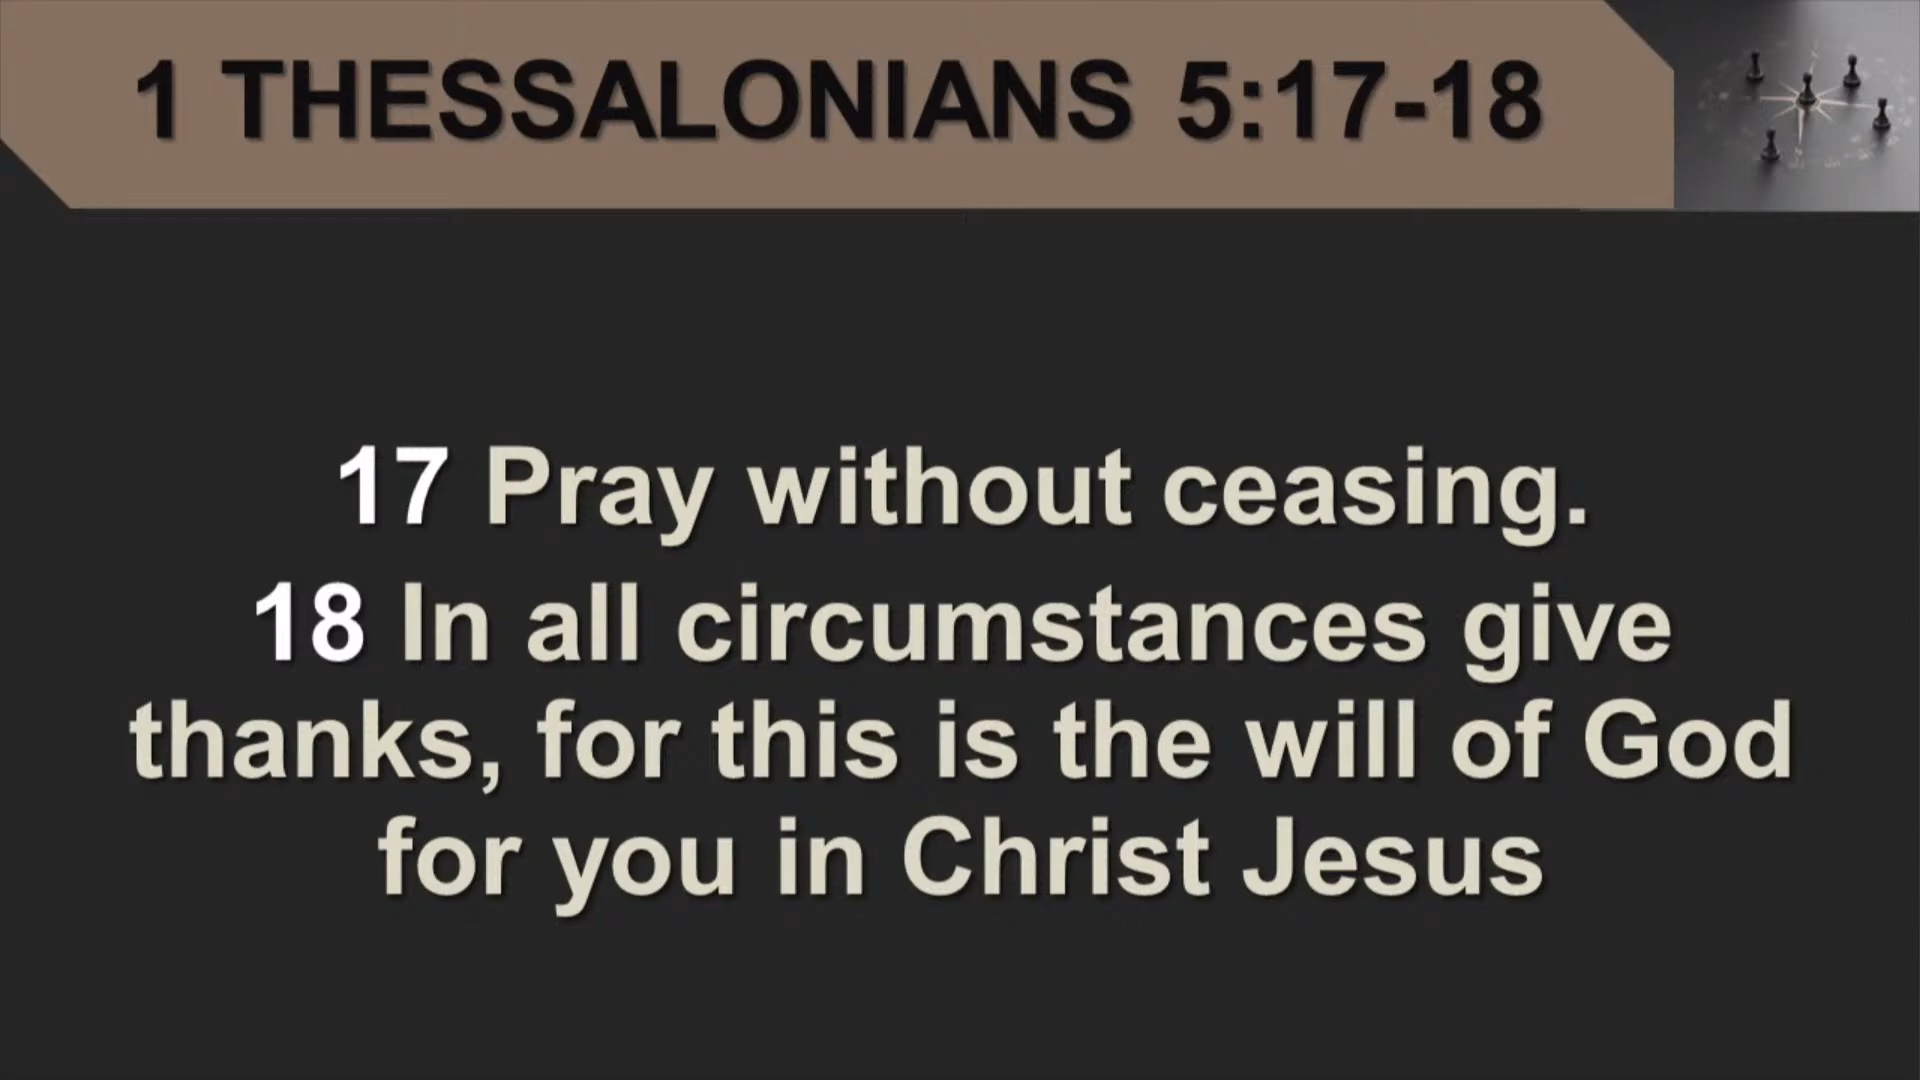 1 THESSALONIANS 5:17-18
17 Pray without ceasing.
18 In all circumstances give
thanks, for this is the will of God
for you in Christ Jesus